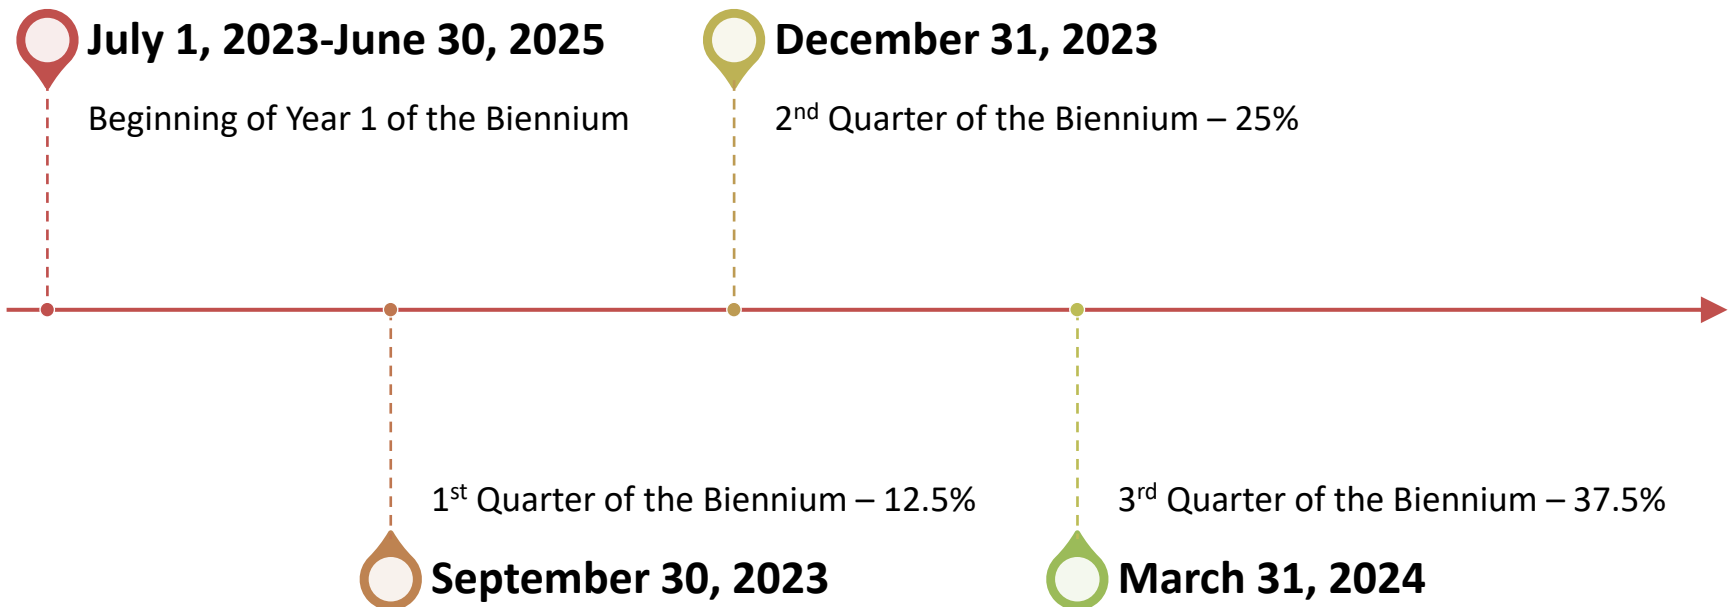 July 1, 2023-June 30, 2025
Beginning of Year 1 of the Biennium
December 31, 2023
2nd Quarter of the Biennium – 25%
1st Quarter of the Biennium – 12.5%
September 30, 2023
3rd Quarter of the Biennium – 37.5%
March 31, 2024